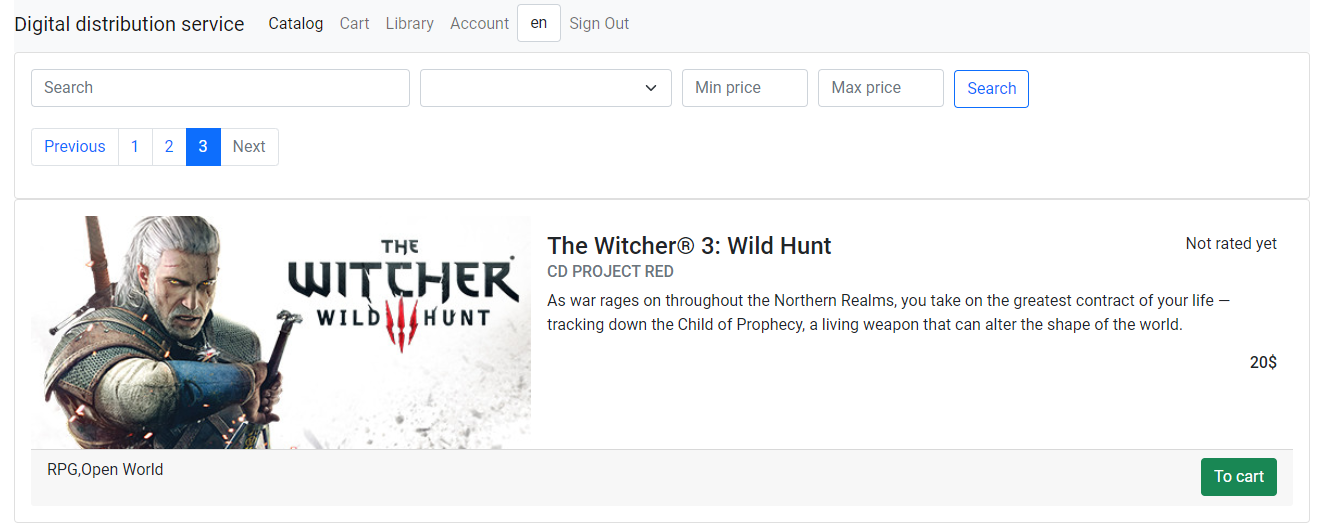 Digital distribution service Catalog Cart Library Account en Sign Out
Search Min price Max price Search
Previous 1 2 3 Next
THE
WITCHER
WILD III HUNT
The Witcher® 3: Wild Hunt Not rated yet
CD PROJECT RED
As war rages on throughout the Northern Realms, you take on the greatest contract of your life —
tracking down the Child of Prophecy, a living weapon that can alter the shape of the world.
20$
RPG,Open World To cart